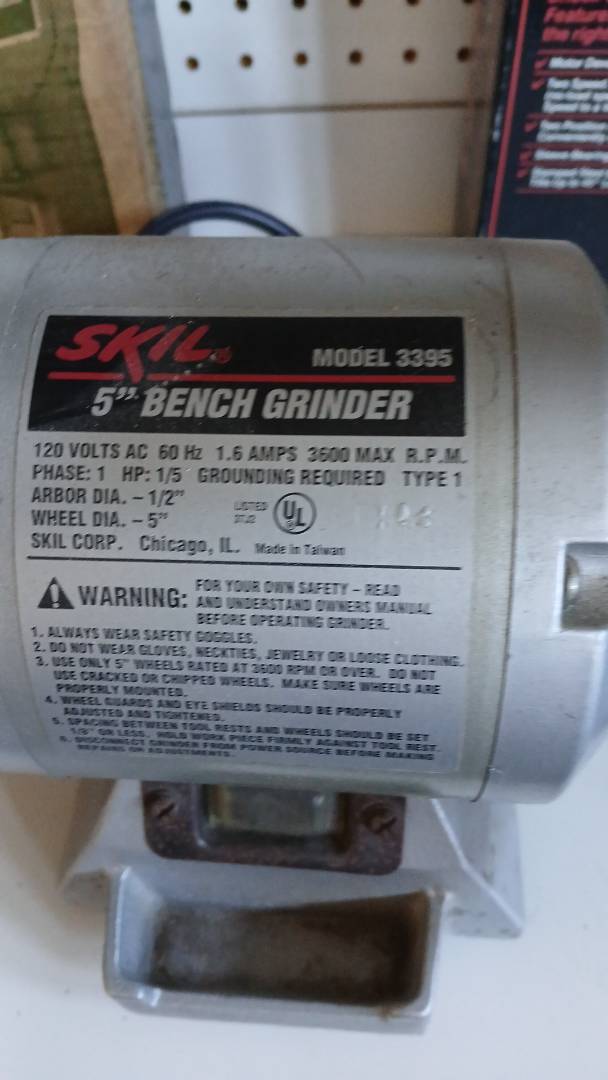 Feature
the right
SKIL
MODEL 3395
5" BENCH GRINDER
120 VOLTS AC 60 Hz 1.6 AMPS 3600 MAX R.P.M.
PHASE: 1 HP: 1/5 GROUNDING REQUIRED TYPE 1
ARBOR DIA. – 1/2"
LISTED
UL
WHEEL DIA. – 5"
SKIL CORP. Chicago, IL. Made in Taiwan
WARNING: FOR YOUR OWN SAFETY – READ
AND UNDERSTAND OWNERS MANUAL
BEFORE OPERATING GRINDER.
1. ALWAYS WEAR SAFETY GOGGLES.
2. DO NOT WEAR GLOVES, NECKTIES, JEWELRY OR LOOSE CLOTHING.
3. USE ONLY 5" WHEELS RATED AT 3600 RPM OR OVER. DO NOT
USE CRACKED OR CHIPPED WHEELS. MAKE SURE WHEELS ARE
PROPERLY MOUNTED.
4. WHEEL GUARDS AND EYE SHIELDS SHOULD BE PROPERLY
ADJUSTED AND TIGHTENED.
5. SPACING BETWEEN TOOL RESTS AND WHEELS SHOULD BE SET
1/8" OR LESS. HOLD WORK PIECE FIRMLY AGAINST TOOL REST.
6. DISCONNECT GRINDER FROM POWER SOURCE BEFORE MAKING
REPAIRS OR ADJUSTMENTS.